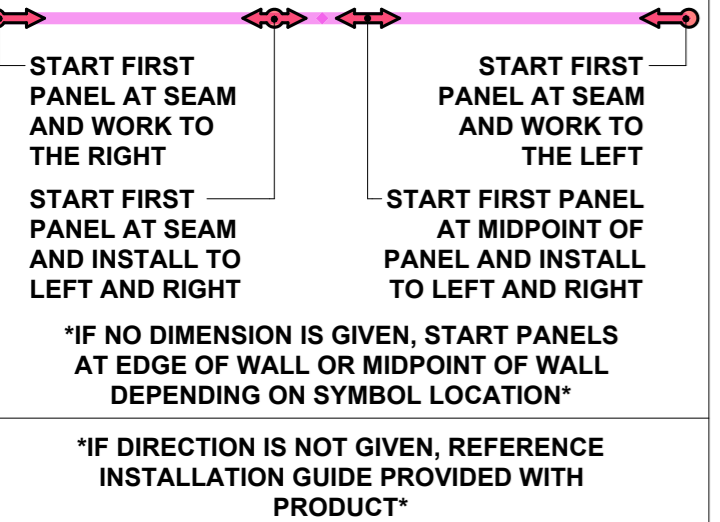 START FIRST
PANEL AT SEAM
AND WORK TO
THE RIGHT
START FIRST
PANEL AT SEAM
AND WORK TO
THE LEFT
START FIRST
PANEL AT SEAM
AND INSTALL TO
LEFT AND RIGHT
START FIRST PANEL
AT MIDPOINT OF
PANEL AND INSTALL
TO LEFT AND RIGHT
*IF NO DIMENSION IS GIVEN, START PANELS
AT EDGE OF WALL OR MIDPOINT OF WALL
DEPENDING ON SYMBOL LOCATION*
*IF DIRECTION IS NOT GIVEN, REFERENCE
INSTALLATION GUIDE PROVIDED WITH
PRODUCT*